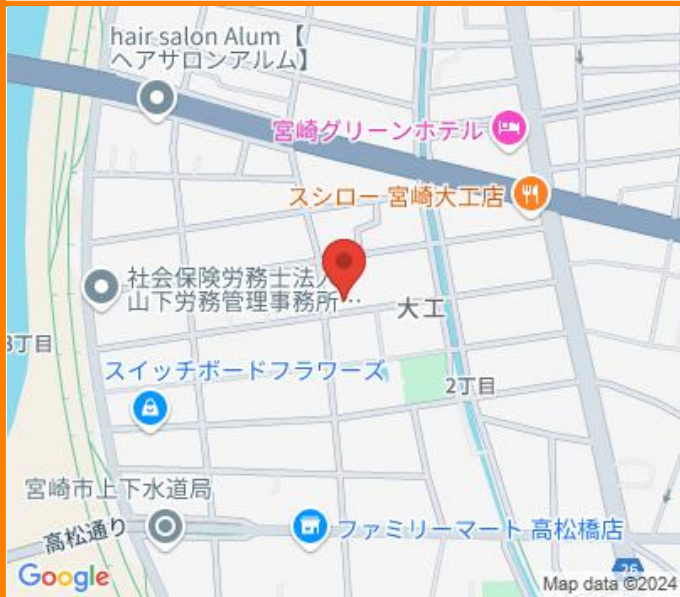 hair salon Alum【
ヘアサロンアルム】
宮崎グリーンホテル
スシロー 宮崎大工店
社会保険労務士法人
山下労務管理事務所…
大工
3丁目
スイッチボードフラワーズ
2丁目
宮崎市上下水道局
高松通り
ファミリーマート 高松橋店
26
Google
Map data ©2024